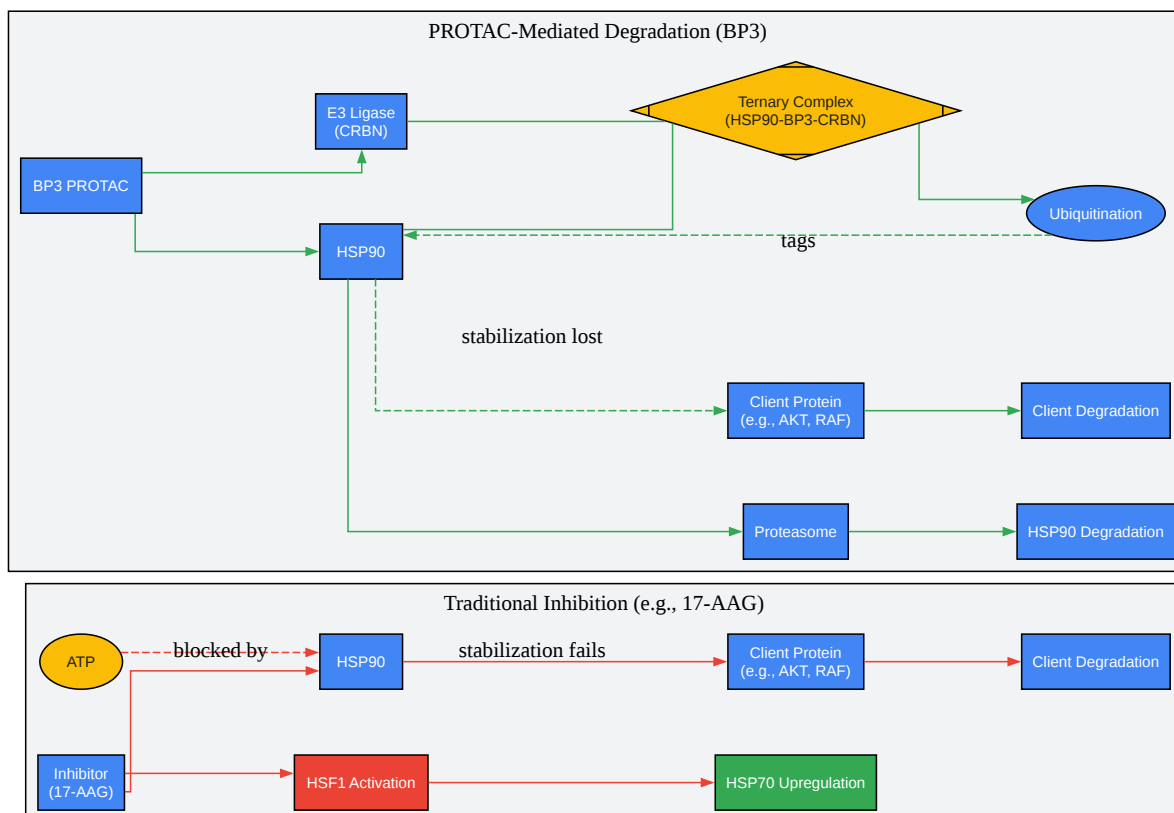 PROTAC-Mediated Degradation (BP3)
Ternary Complex
(HSP90-BP3-CRBN)
E3 Ligase
(CRBN)
BP3 PROTAC
Ubiquitination
tags
HSP90
stabilization lost
Client Protein
(e.g., AKT, RAF)
Client Degradation
Proteasome
HSP90 Degradation
Traditional Inhibition (e.g., 17-AAG)
ATP
blocked by
HSP90
stabilization fails
Client Protein
(e.g., AKT, RAF)
Client Degradation
Inhibitor
(17-AAG)
HSF1 Activation
HSP70 Upregulation